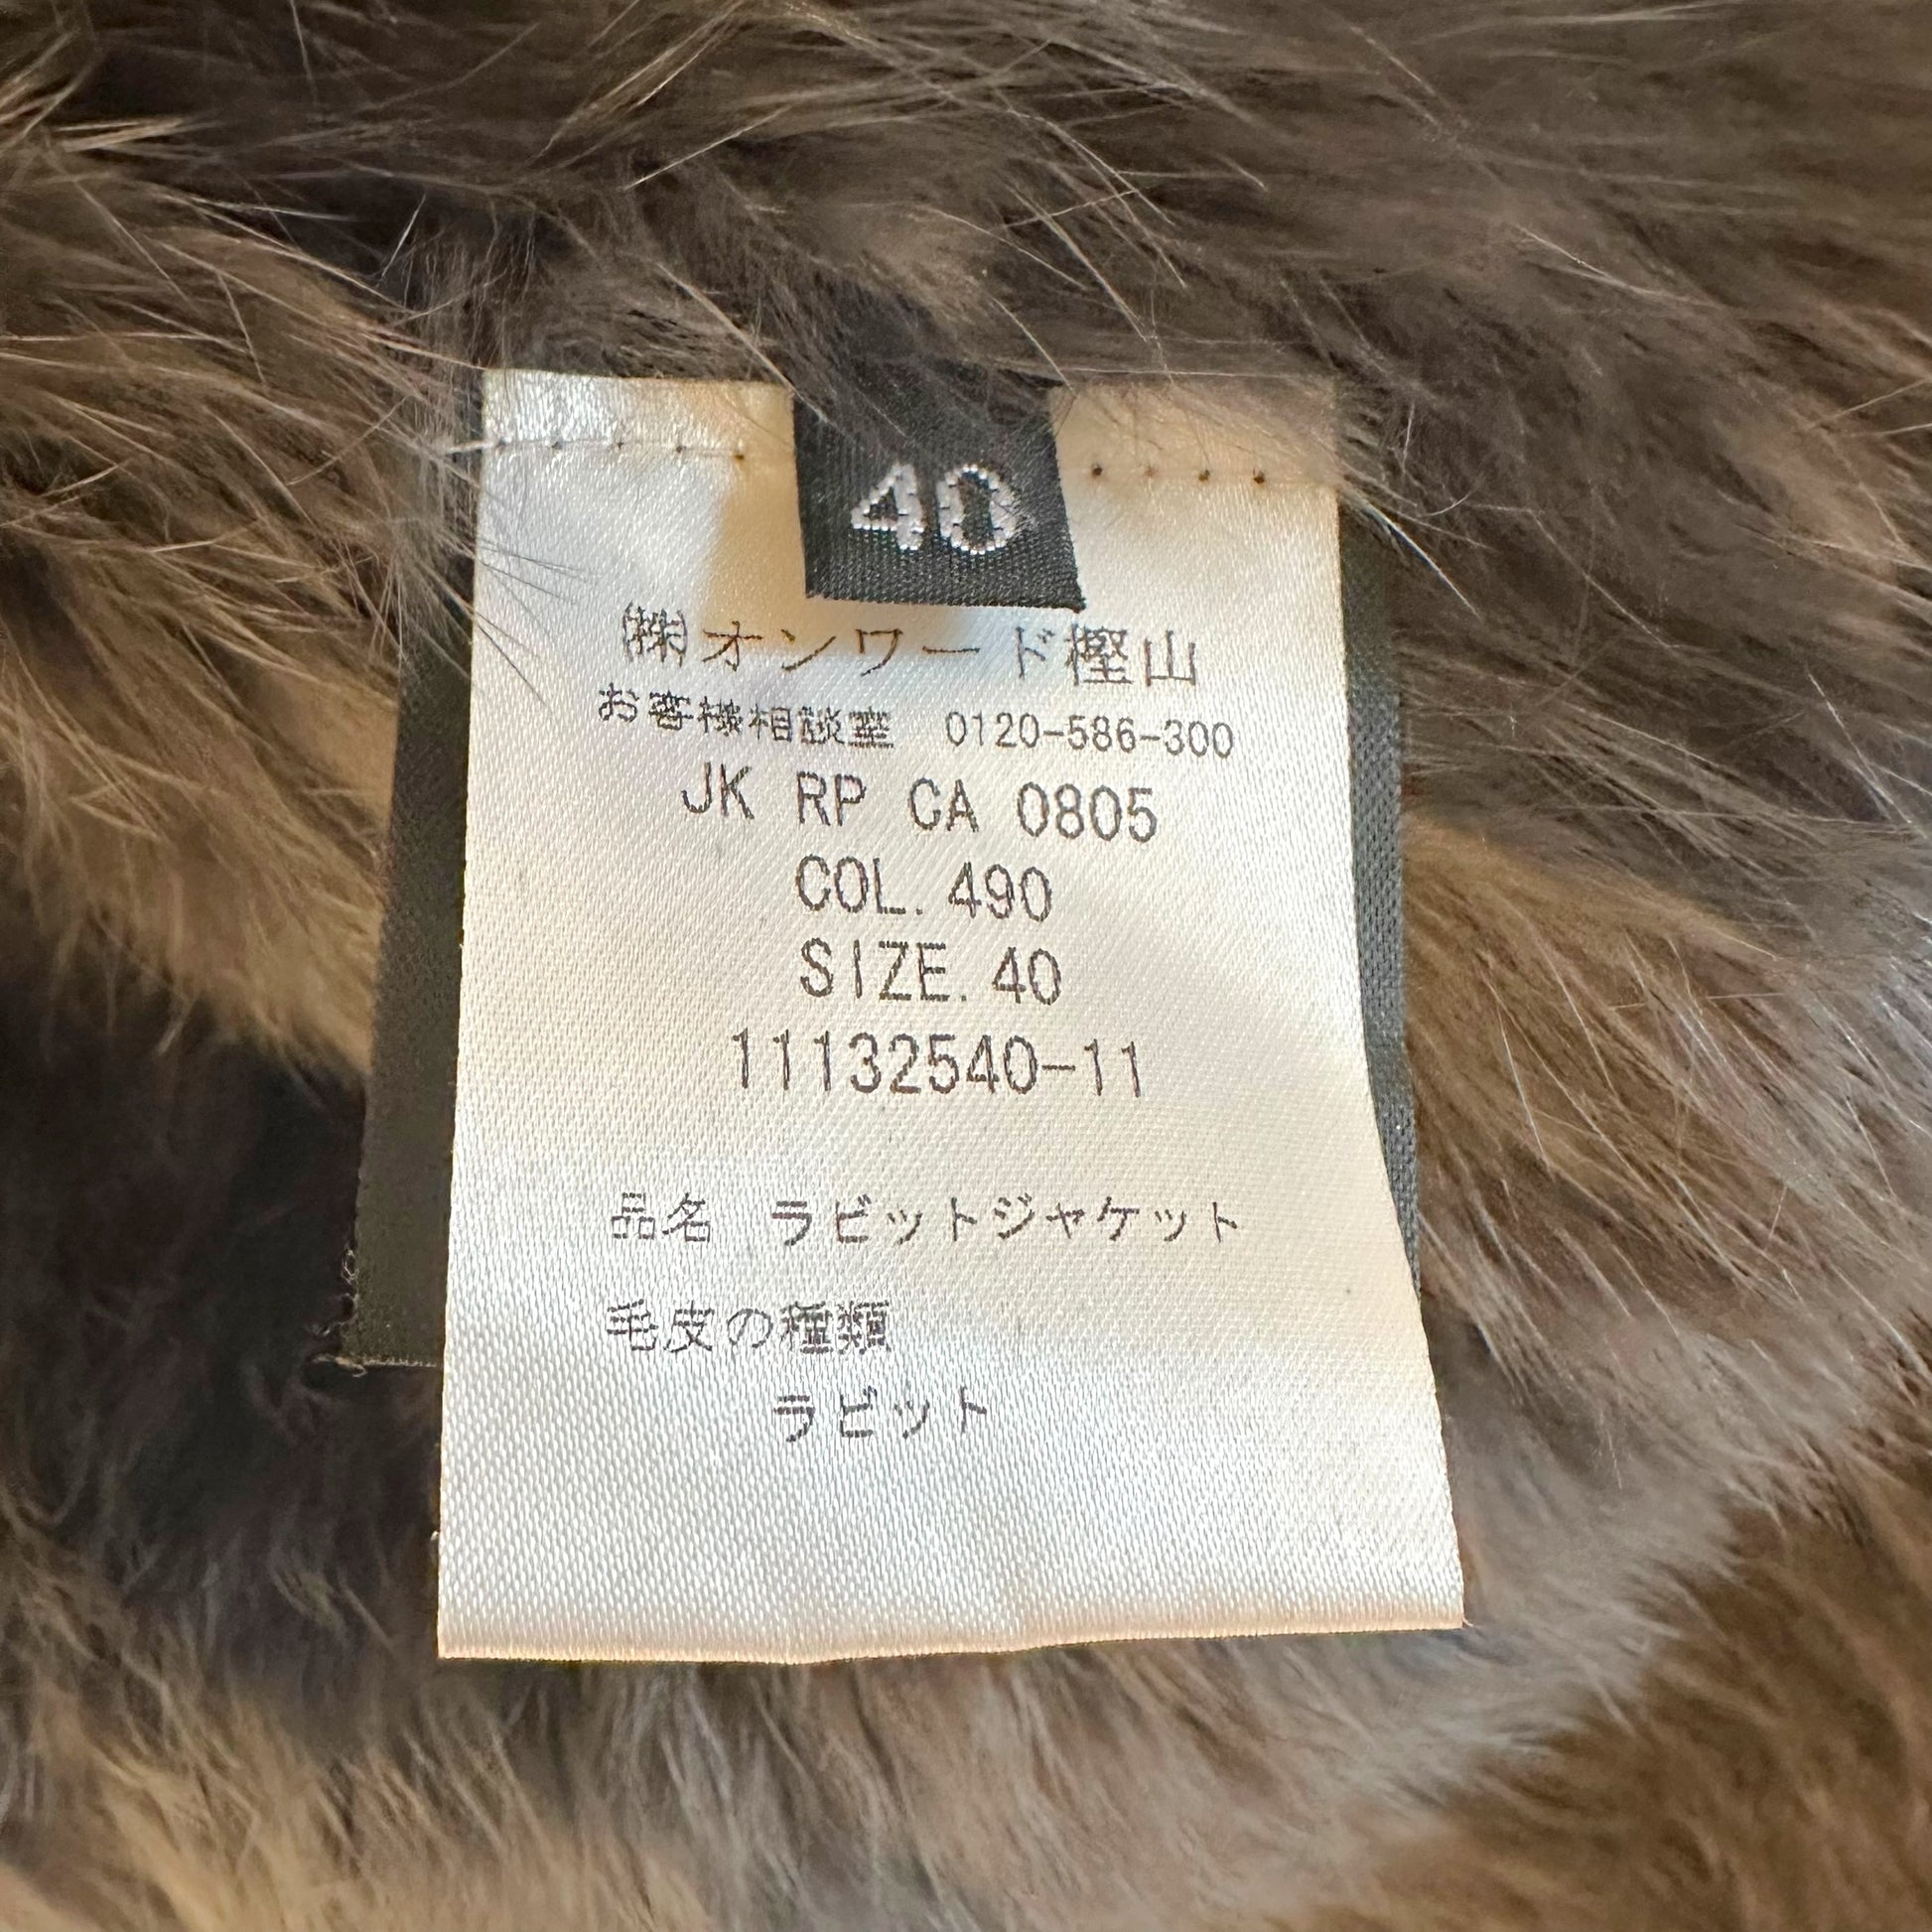 40
㈱オンワード樫山
お客様相談室 0120-586-300
JK RP CA 0805
COL. 490
SIZE. 40
11132540-11
品名 ラビットジャケット
毛皮の種類
ラビット